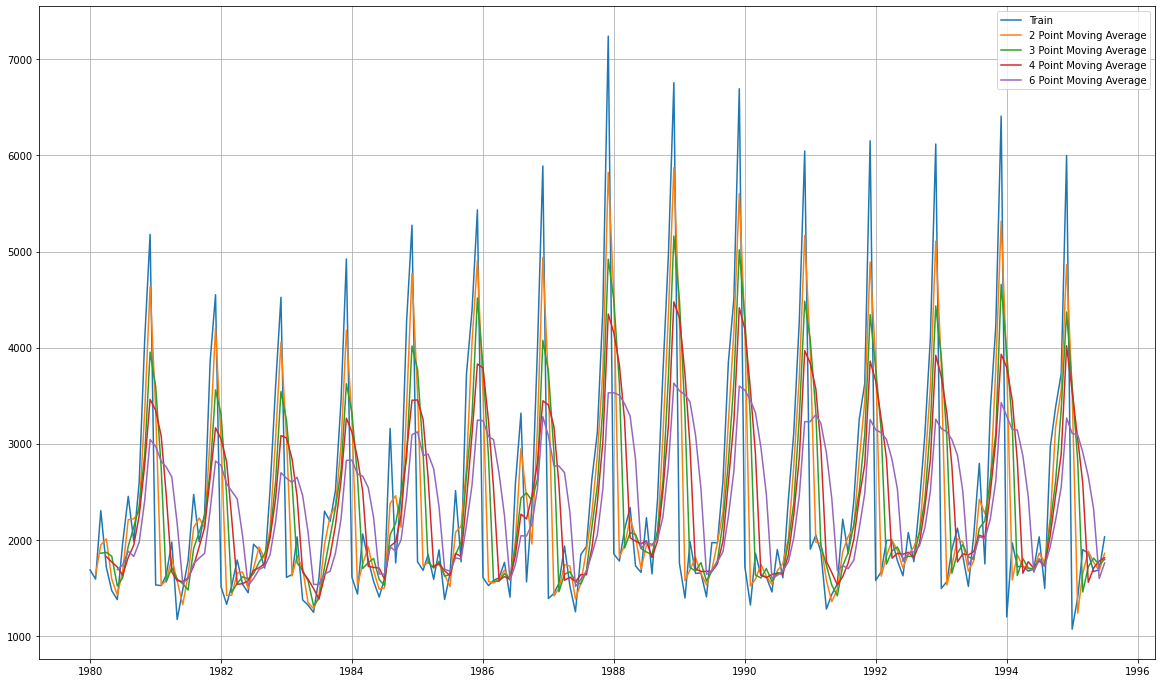 Train
2 Point Moving Average
3 Point Moving Average
4 Point Moving Average
6 Point Moving Average
7000
6000
5000
4000
3000
2000
1000
1980 1982 1984 1986 1988 1990 1992 1994 1996